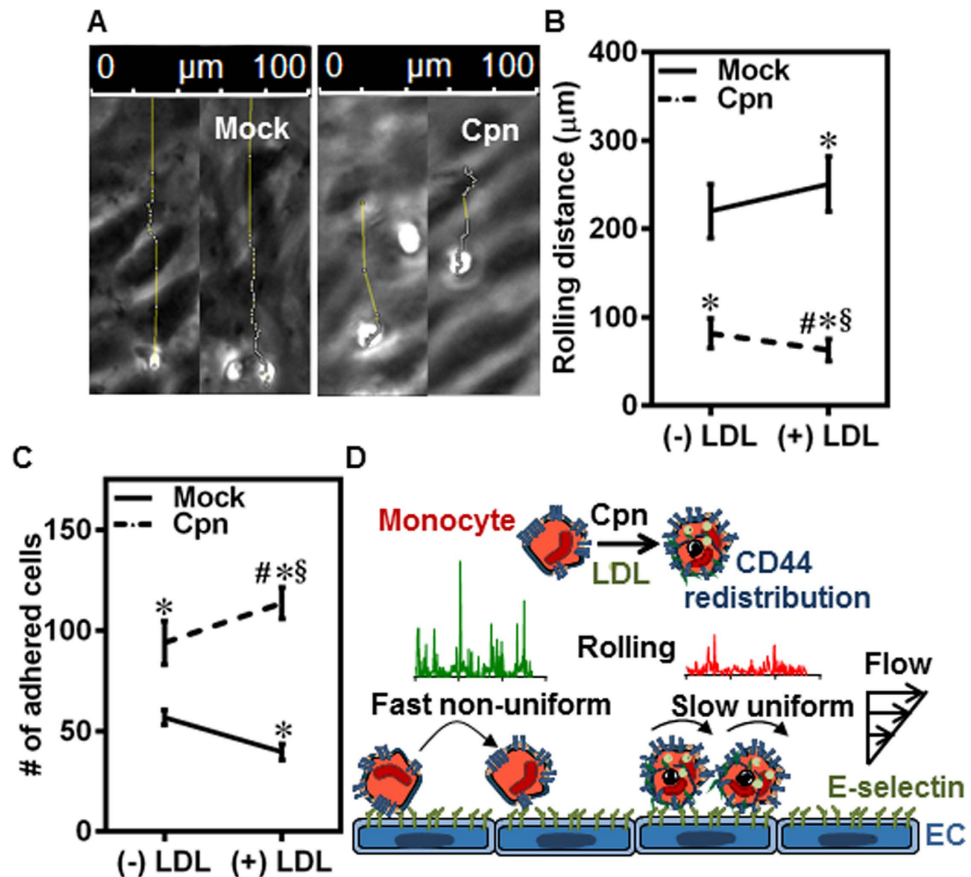 A
0 µm 100
0 µm 100
Mock
Cpn
B
400
300
200
100
0
Rolling distance (µm)
Mock
Cpn
*
*
#*§
(-) LDL
(+) LDL
C
150
100
50
0
# of adhered cells
Mock
Cpn
*
#*§
*
(-) LDL
(+) LDL
D
Monocyte
Cpn
LDL
CD44
redistribution
Rolling
Flow
Fast non-uniform
Slow uniform
E-selectin
EC